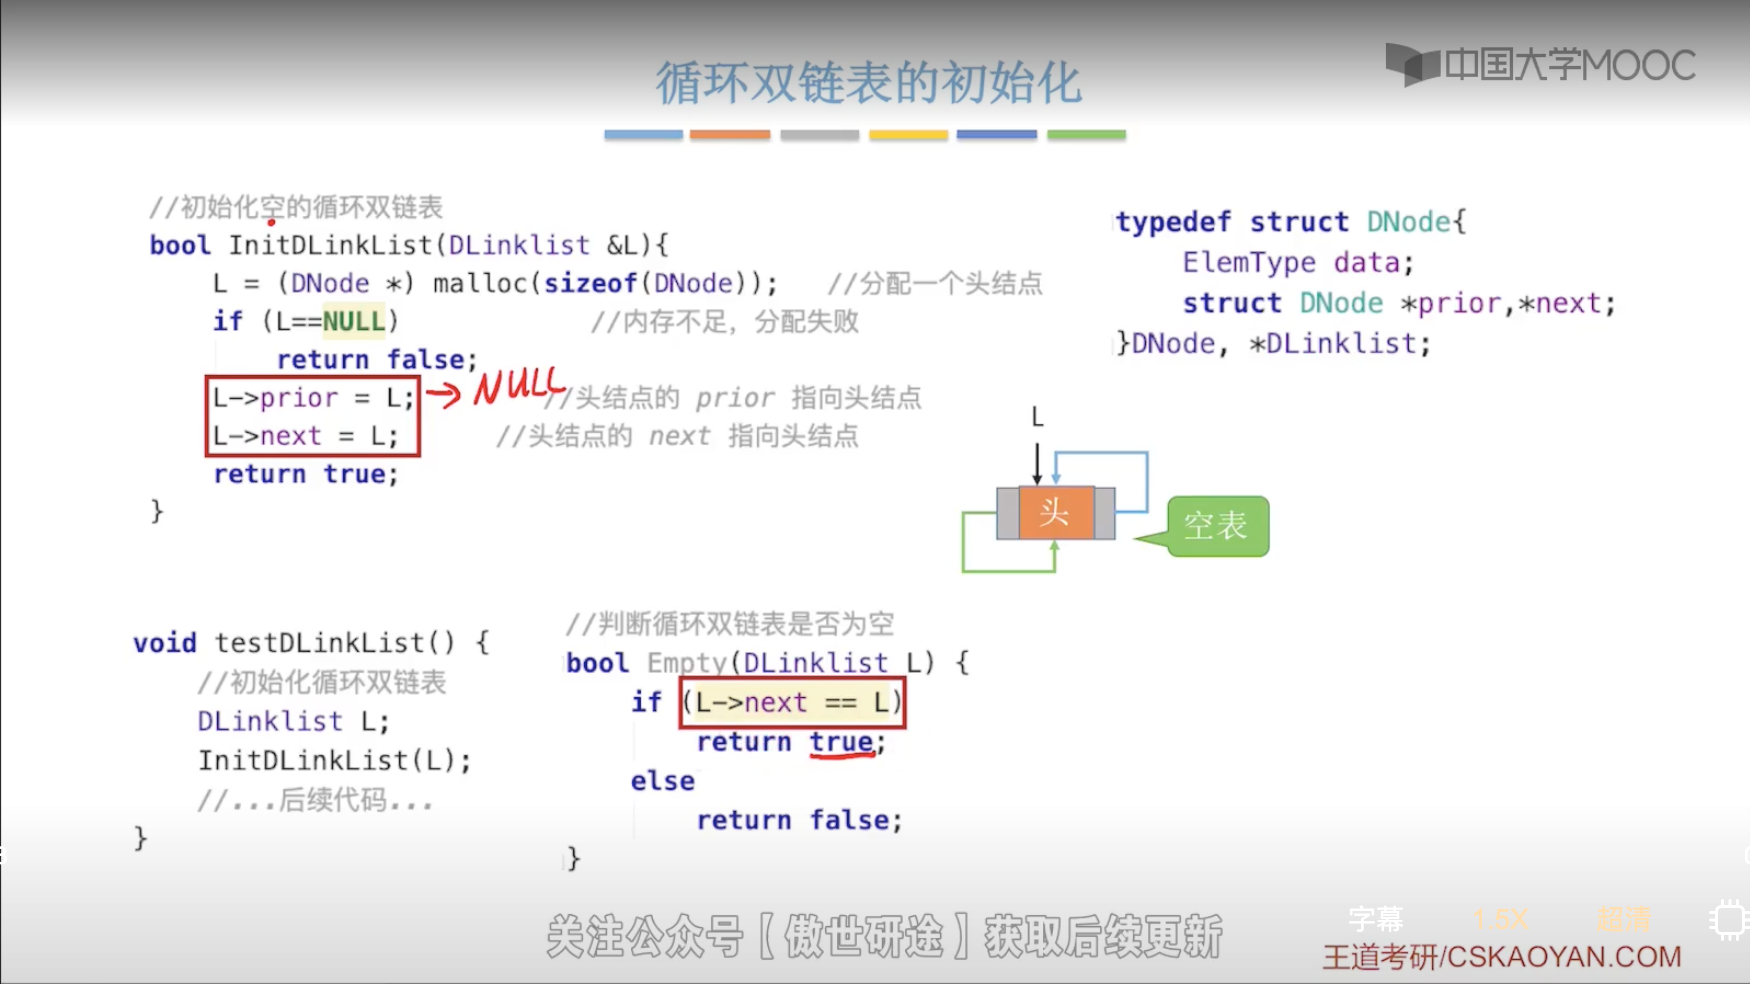 中国大学MOOC
循环双链表的初始化
//初始化空的循环双链表
bool InitDLinkList(DLinklist &L){
L = (DNode *) malloc(sizeof(DNode)); //分配一个头结点
if (L==NULL) //内存不足，分配失败
return false;
L->prior = L; → NULL //头结点的 prior 指向头结点
L->next = L; //头结点的 next 指向头结点
return true;
}
typedef struct DNode{
ElemType data;
struct DNode *prior,*next;
}DNode, *DLinklist;
L
头
空表
void testDLinkList() {
//初始化循环双链表
DLinklist L;
InitDLinkList(L);
//...后续代码...
}
//判断循环双链表是否为空
bool Empty(DLinklist L) {
if (L->next == L)
return true;
else
return false;
}
关注公众号【傲世研途】获取后续更新
字幕 1.5X 超清
王道考研/CSKAOYAN.COM